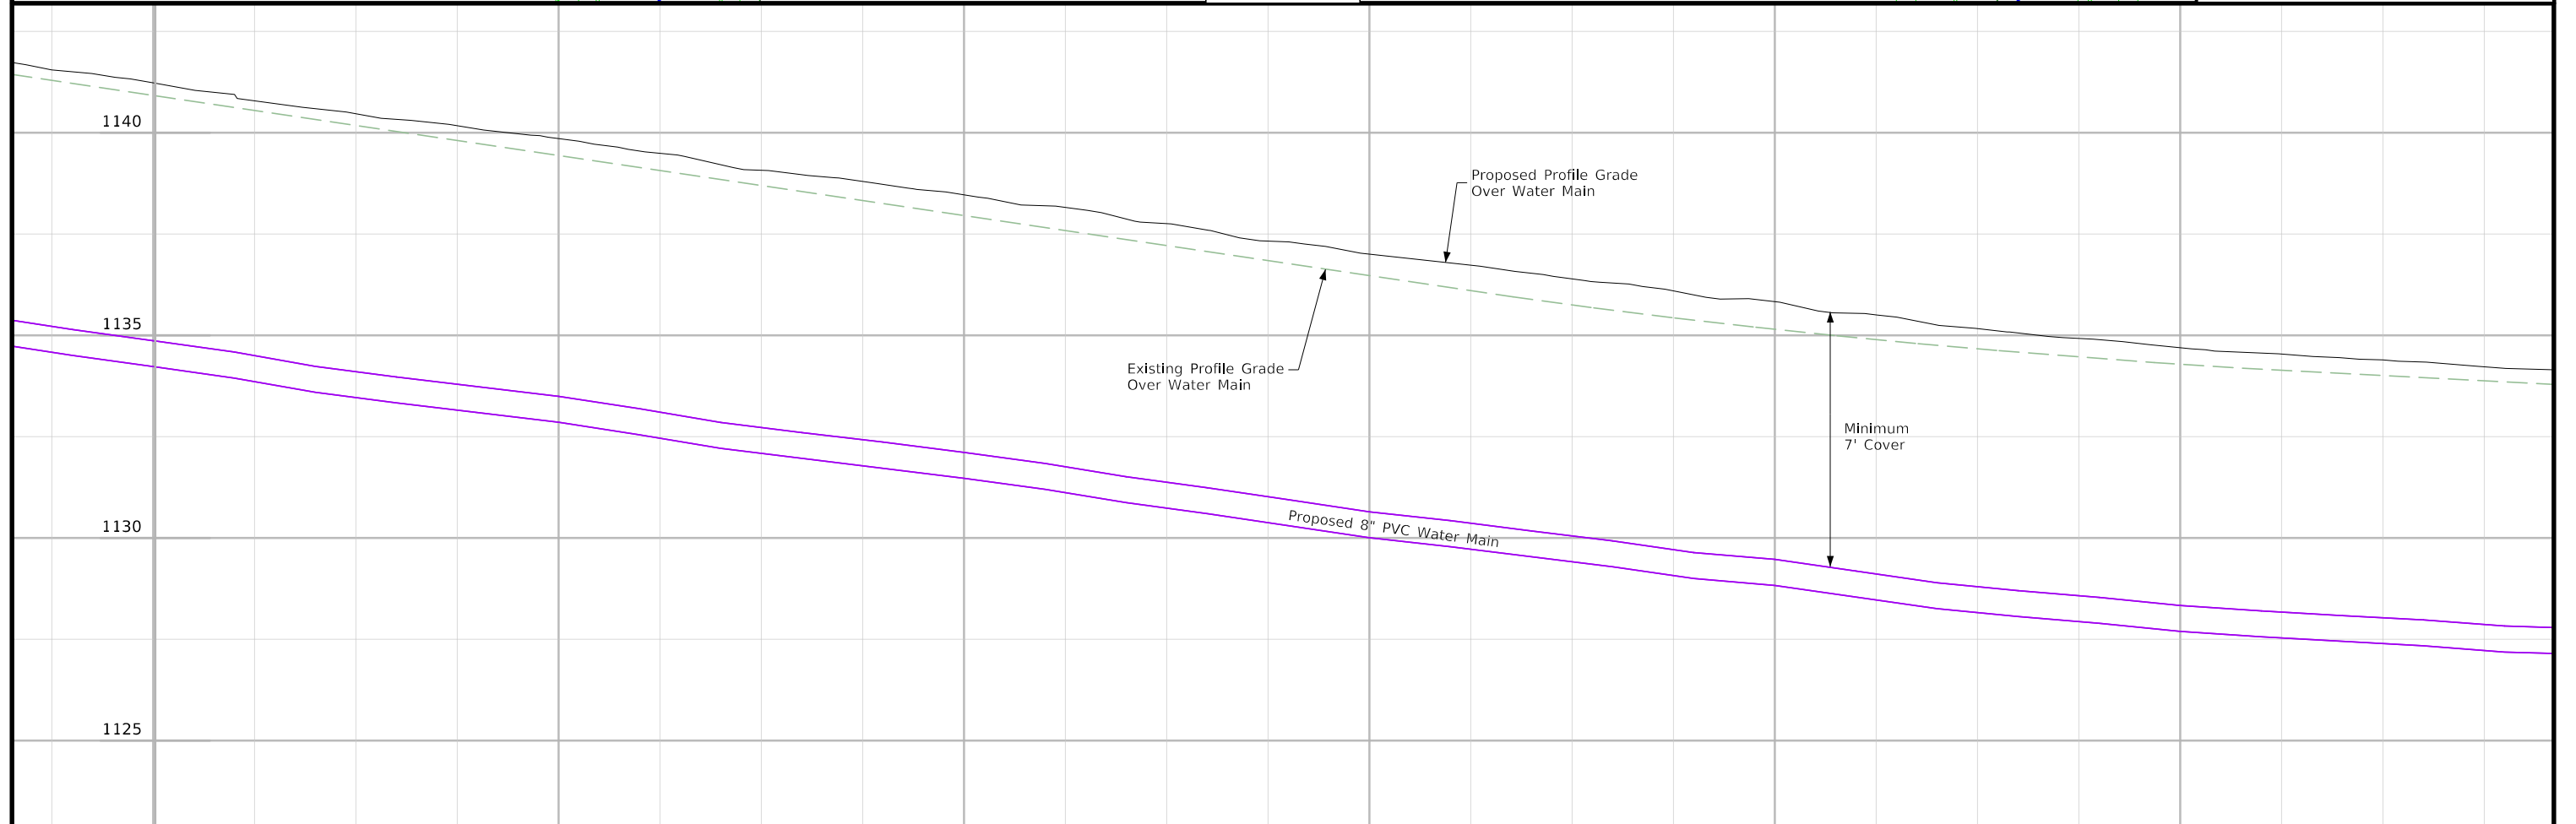 1140
Proposed Profile Grade
Over Water Main
1135
Existing Profile Grade
Over Water Main
Minimum
7' Cover
1130
Proposed 8" PVC Water Main
1125